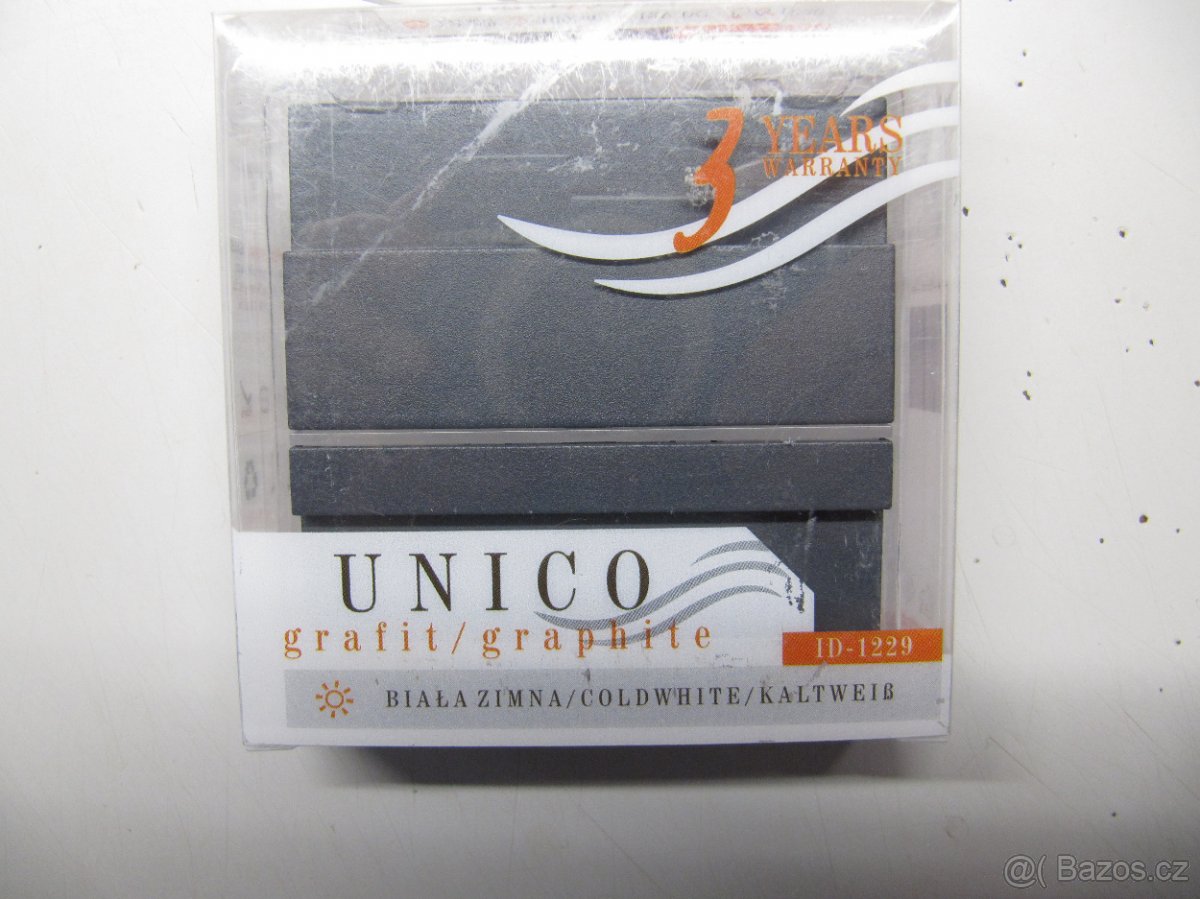 3 YEARS
WARRANTY
UNICO
grafit/graphite
ID-1229
BIAŁA ZIMNA/COLDWHITE/KALTWEIß
@( Bazos.cz